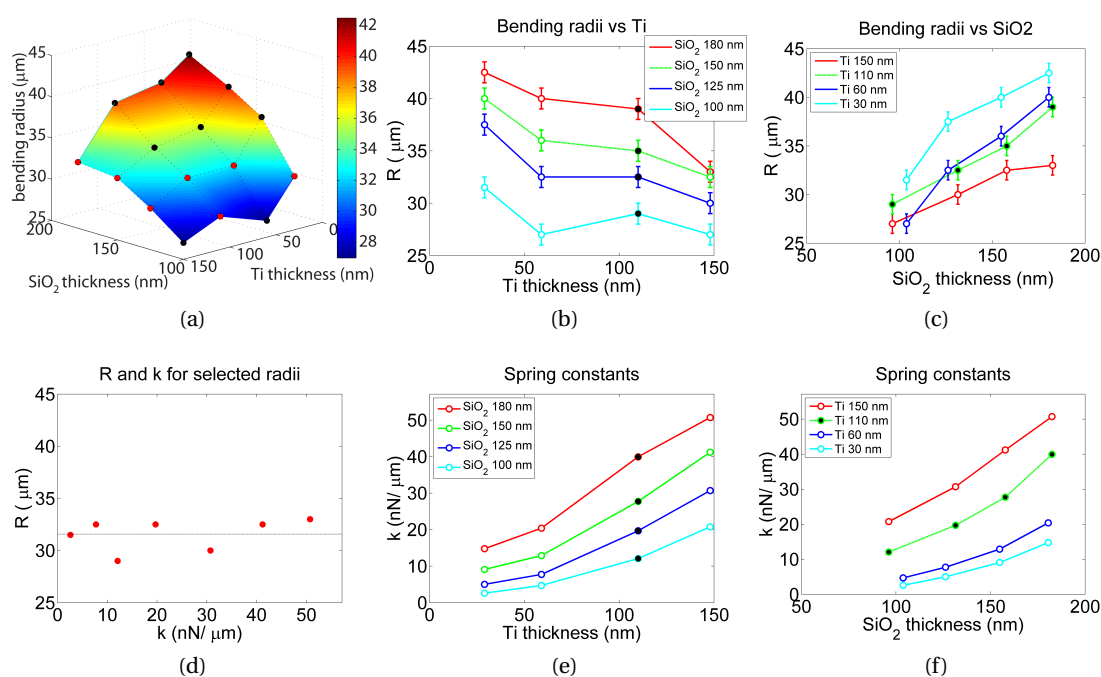 45
40
35
30
25
bending radius (μm)
200
150
100
SiO2 thickness (nm)
150
100
50
0
Ti thickness (nm)
42
40
38
36
34
32
30
28
(a)
Bending radii vs Ti
SiO2 180 nm
SiO2 150 nm
SiO2 125 nm
SiO2 100 nm
45
40
35
30
25
R ( μm)
0
50
100
150
Ti thickness (nm)
(b)
Bending radii vs SiO2
Ti 150 nm
Ti 110 nm
Ti 60 nm
Ti 30 nm
45
40
35
30
25
R ( μm)
50
100
150
200
SiO2 thickness (nm)
(c)
R and k for selected radii
45
40
35
30
25
R ( μm)
0
10
20
30
40
50
k (nN/ μm)
(d)
Spring constants
SiO2 180 nm
SiO2 150 nm
SiO2 125 nm
SiO2 100 nm
50
40
30
20
10
0
k (nN/ μm)
0
50
100
150
Ti thickness (nm)
(e)
Spring constants
Ti 150 nm
Ti 110 nm
Ti 60 nm
Ti 30 nm
50
40
30
20
10
0
k (nN/ μm)
50
100
150
200
SiO2 thickness (nm)
(f)